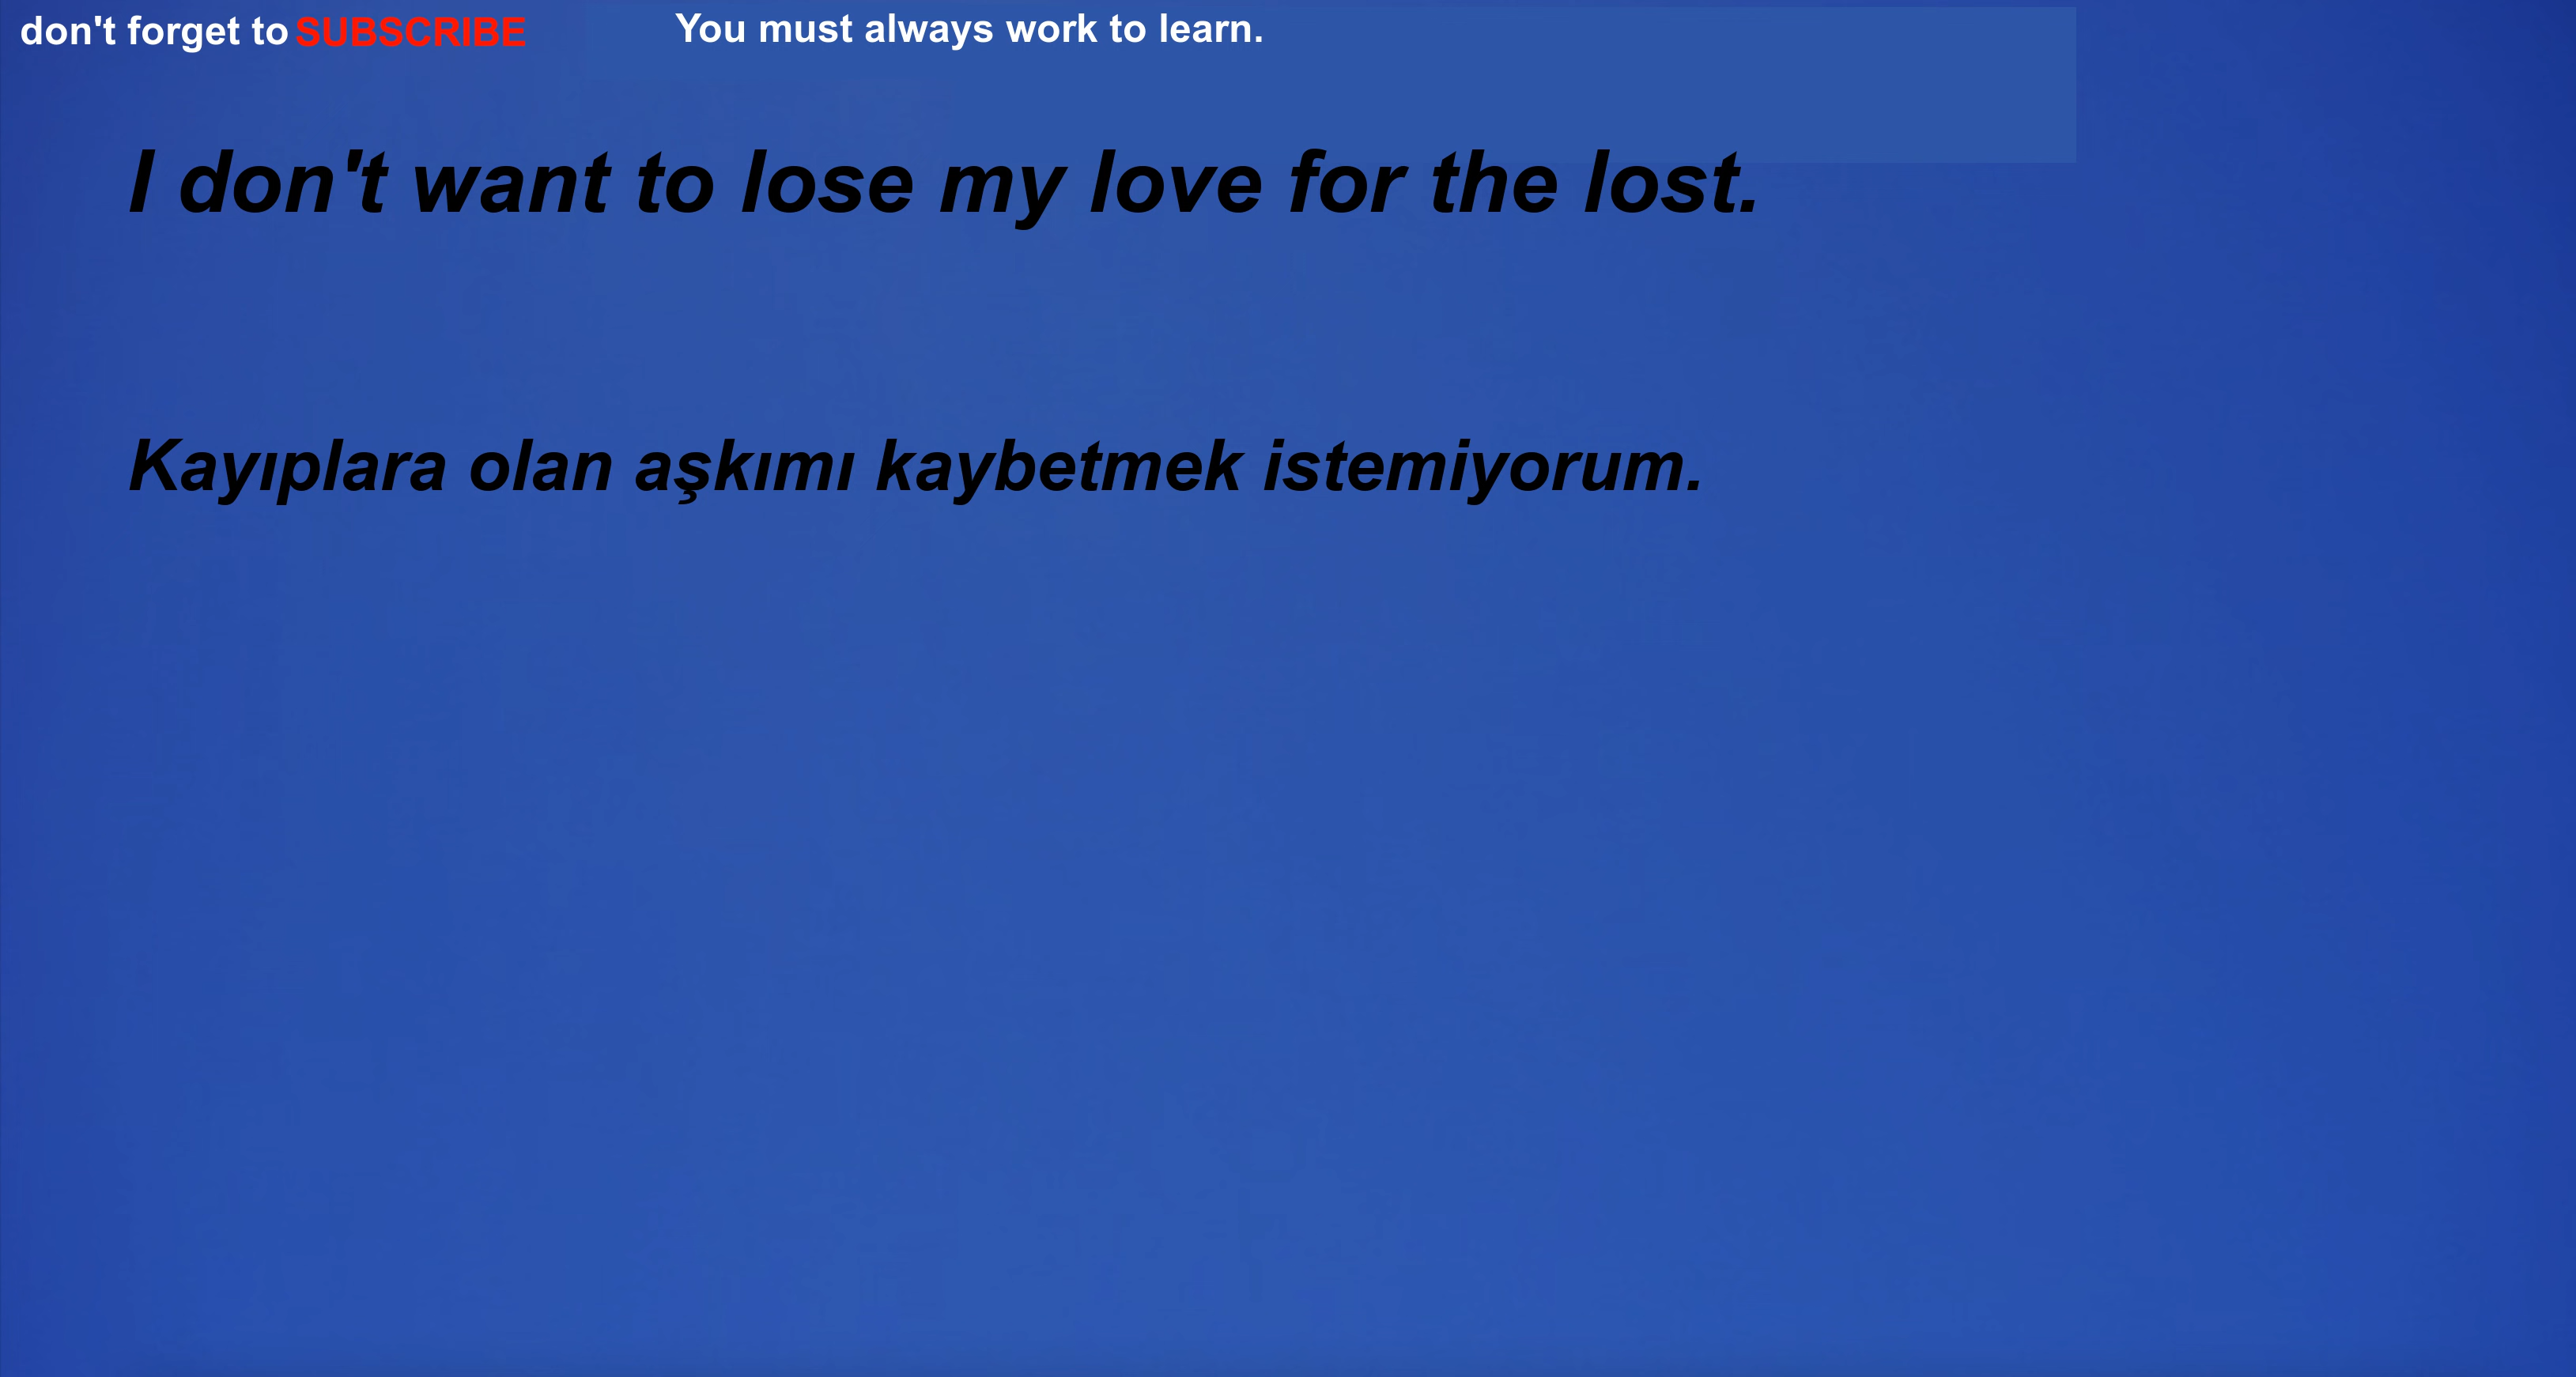 don't forget to SUBSCRIBE You must always work to learn.
I don't want to lose my love for the lost.
Kayıplara olan aşkımı kaybetmek istemiyorum.